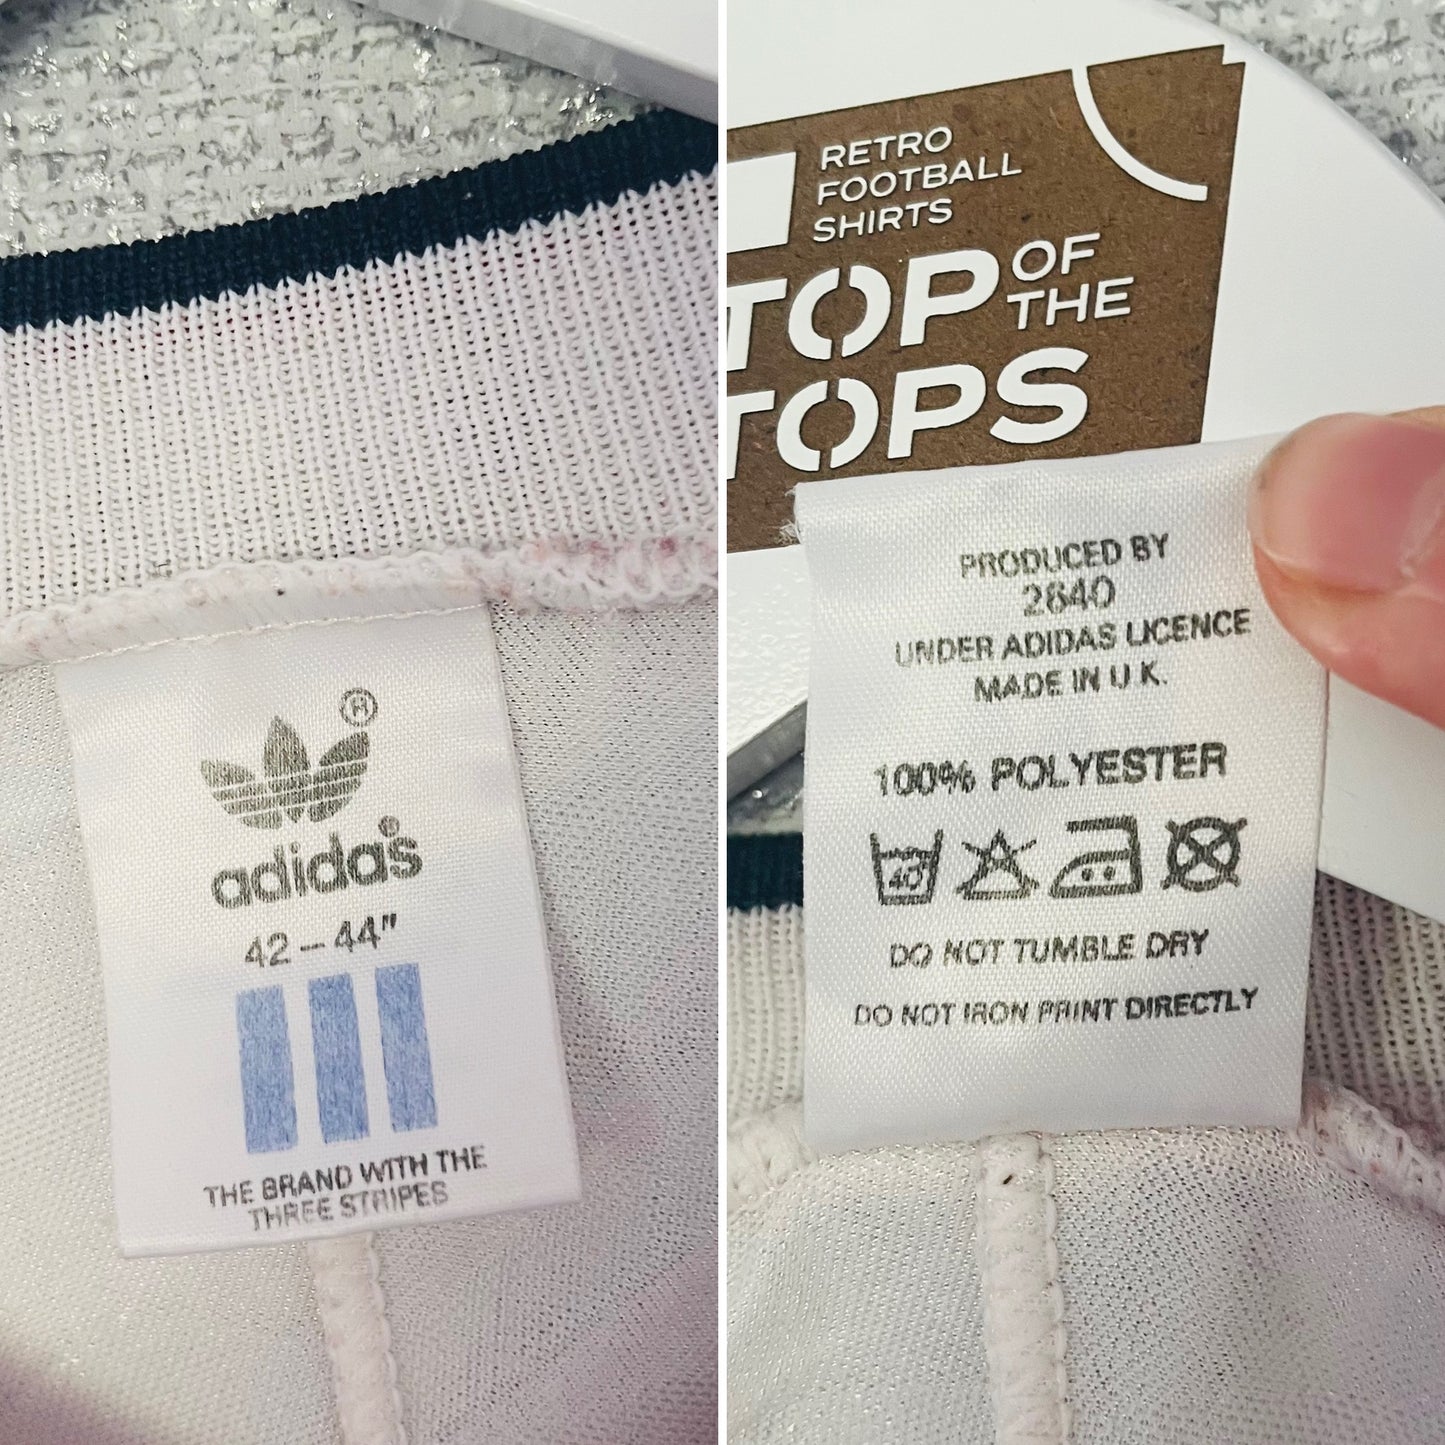 ®
adidas®
42-44"
THE BRAND WITH THE
THREE STRIPES
RETRO
FOOTBALL
SHIRTS
TOP OF
THE
TOPS
PRODUCED BY
2640
UNDER ADIDAS LICENCE
MADE IN U K.
100% POLYESTER
40°
DO NOT TUMBLE DRY
DO NOT IRON PRINT DIRECTLY